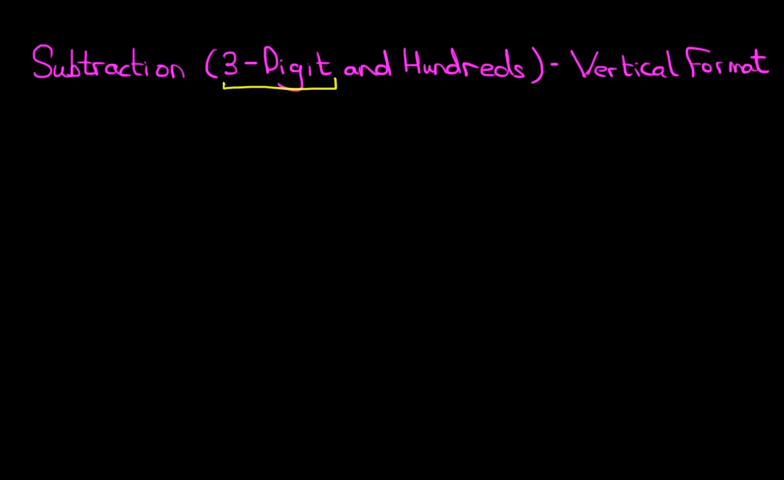 Subtraction (3-Digit and Hundreds) - Vertical Format